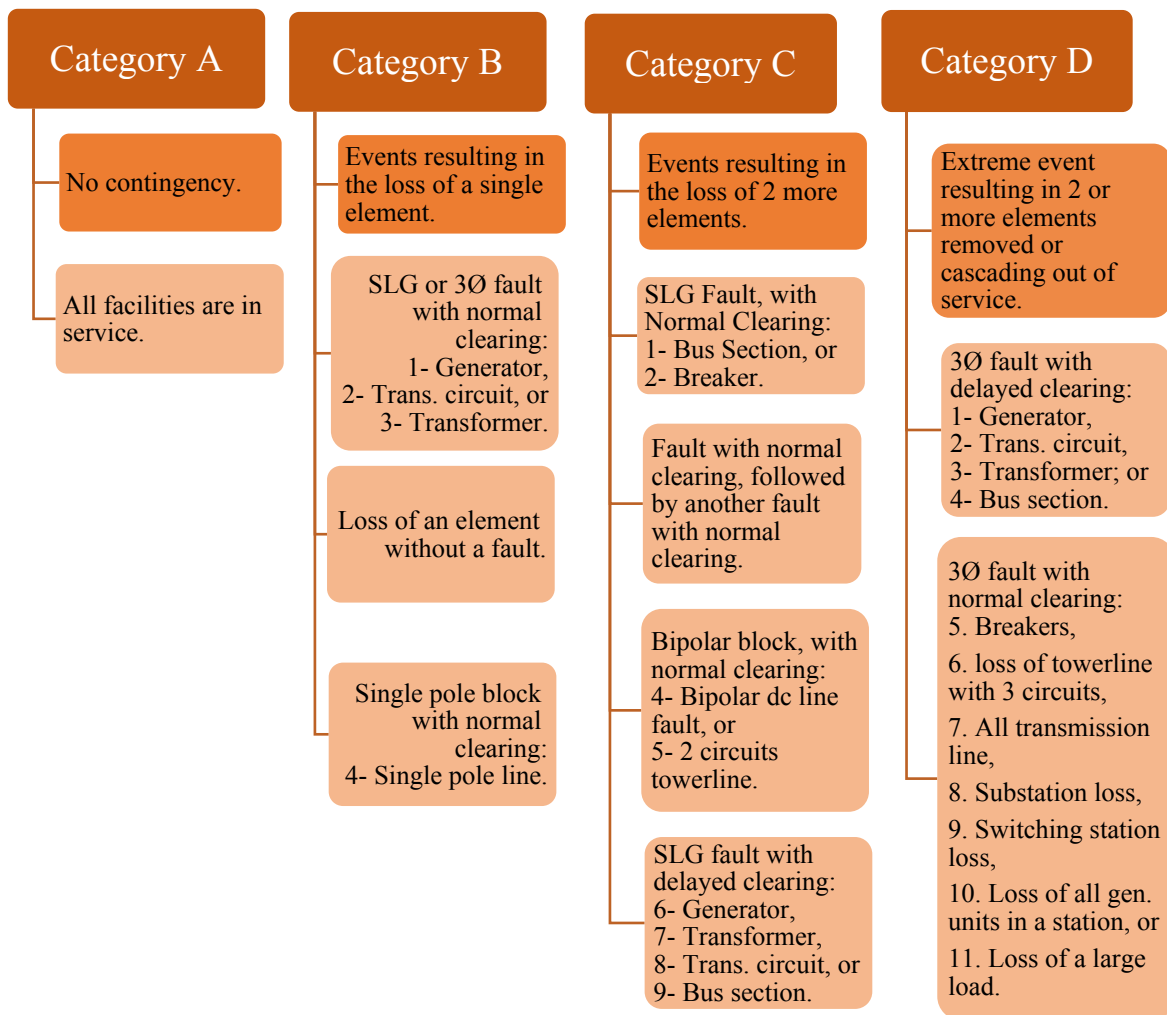 Category A
No contingency.
All facilities are in
service.
Category B
Events resulting in
the loss of a single
element.
SLG or 3Ø fault
with normal
clearing:
1- Generator,
2- Trans. circuit, or
3- Transformer.
Loss of an element
without a fault.
Single pole block
with normal
clearing:
4- Single pole line.
Category C
Events resulting in
the loss of 2 more
elements.
SLG Fault, with
Normal Clearing:
1- Bus Section, or
2- Breaker.
Fault with normal
clearing, followed
by another fault
with normal
clearing.
Bipolar block, with
normal clearing:
4- Bipolar dc line
fault, or
5- 2 circuits
towerline.
SLG fault with
delayed clearing:
6- Generator,
7- Transformer,
8- Trans. circuit, or
9- Bus section.
Category D
Extreme event
resulting in 2 or
more elements
removed or
cascading out of
service.
3Ø fault with
delayed clearing:
1- Generator,
2- Trans. circuit,
3- Transformer; or
4- Bus section.
3Ø fault with
normal clearing:
5. Breakers,
6. loss of towerline
with 3 circuits,
7. All transmission
line,
8. Substation loss,
9. Switching station
loss,
10. Loss of all gen.
units in a station, or
11. Loss of a large
load.